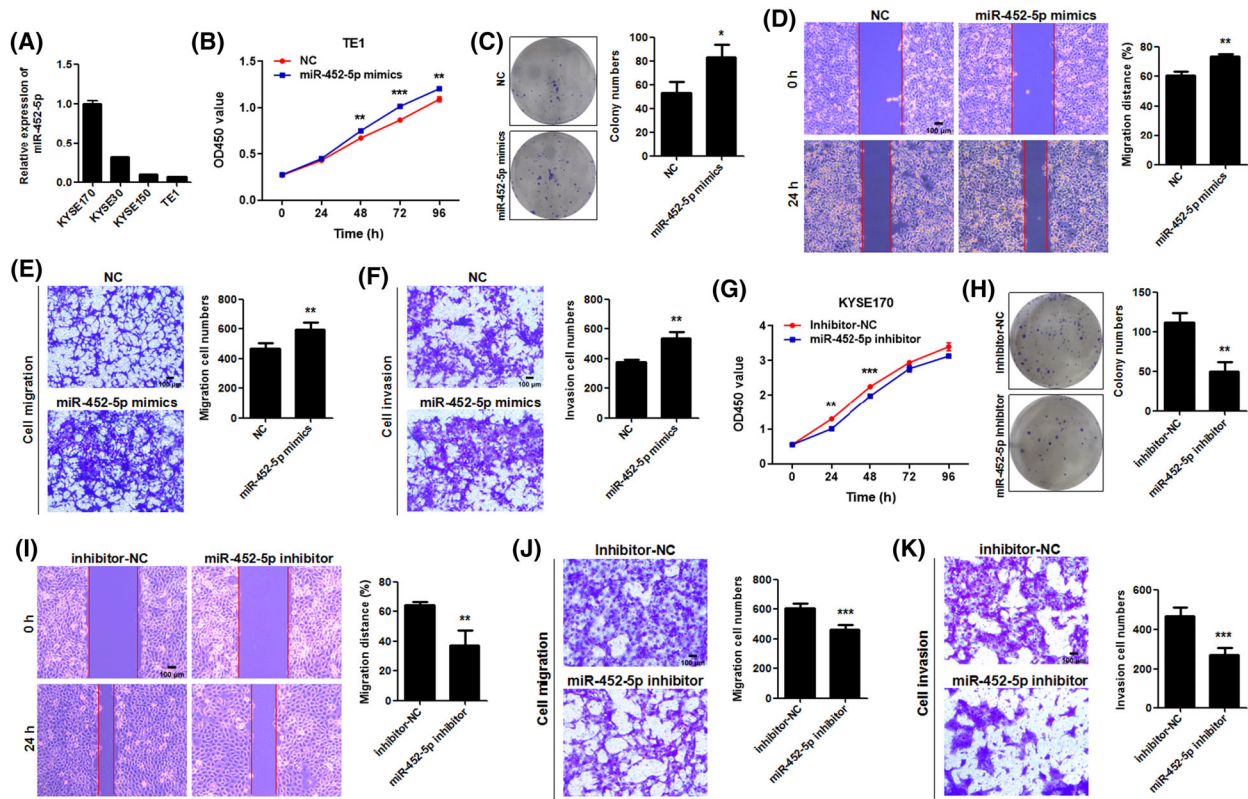 (A)
Relative expression of
miR-452-5p
1.5
1.0
0.5
0.0
KYSE170
KYSE30
KYSE150
TE1
(B)
TE1
NC
miR-452-5p mimics
OD450 value
1.5
1.0
0.5
0.0
**
***
**
0
24
48
72
96
Time (h)
(C)
NC
miR-452-5p mimics
Colony numbers
100
80
60
40
20
0
*
NC
miR-452-5p mimics
(D)
NC
miR-452-5p mimics
0 h
24 h
100 μm
Migration distance (%)
80
60
40
20
0
**
NC
miR-452-5p mimics
(E)
Cell migration
NC
100 μm
miR-452-5p mimics
Migration cell numbers
800
600
400
200
0
**
NC
miR-452-5p mimics
(F)
Cell invasion
NC
100 μm
miR-452-5p mimics
Invasion cell numbers
800
600
400
200
0
**
NC
miR-452-5p mimics
(G)
KYSE170
Inhibitor-NC
miR-452-5p inhibitor
OD450 value
4
3
2
1
0
**
***
0
24
48
72
96
Time (h)
(H)
Inhibitor-NC
miR-452-5p inhibitor
Colony numbers
150
100
50
0
**
inhibitor-NC
miR-452-5p inhibitor
(I)
inhibitor-NC
miR-452-5p inhibitor
0 h
24 h
100 μm
Migration distance (%)
80
60
40
20
0
**
inhibitor-NC
miR-452-5p inhibitor
(J)
Cell migration
Inhibitor-NC
100 μm
miR-452-5p inhibitor
Migration cell numbers
800
600
400
200
0
***
inhibitor-NC
miR-452-5p inhibitor
(K)
Cell invasion
inhibitor-NC
100 μm
miR-452-5p inhibitor
Invasion cell numbers
600
400
200
0
***
inhibitor-NC
miR-452-5p inhibitor